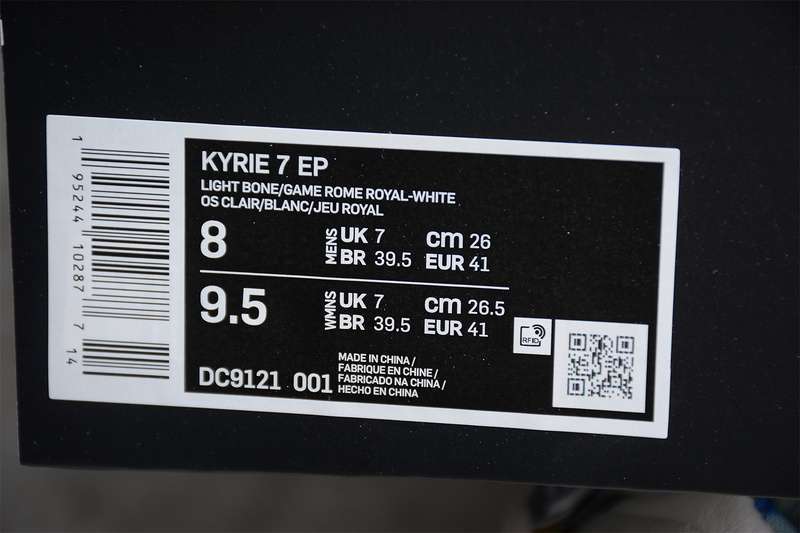 1 95244 10287 7 14
KYRIE 7 EP
LIGHT BONE/GAME ROME ROYAL-WHITE
OS CLAIR/BLANC/JEU ROYAL
8 MENS UK 7 cm 26
BR 39.5 EUR 41
9.5 WMNS UK 7 cm 26.5
BR 39.5 EUR 41
RFID
DC9121 001
MADE IN CHINA /
FABRIQUE EN CHINE /
FABRICADO NA CHINA /
HECHO EN CHINA